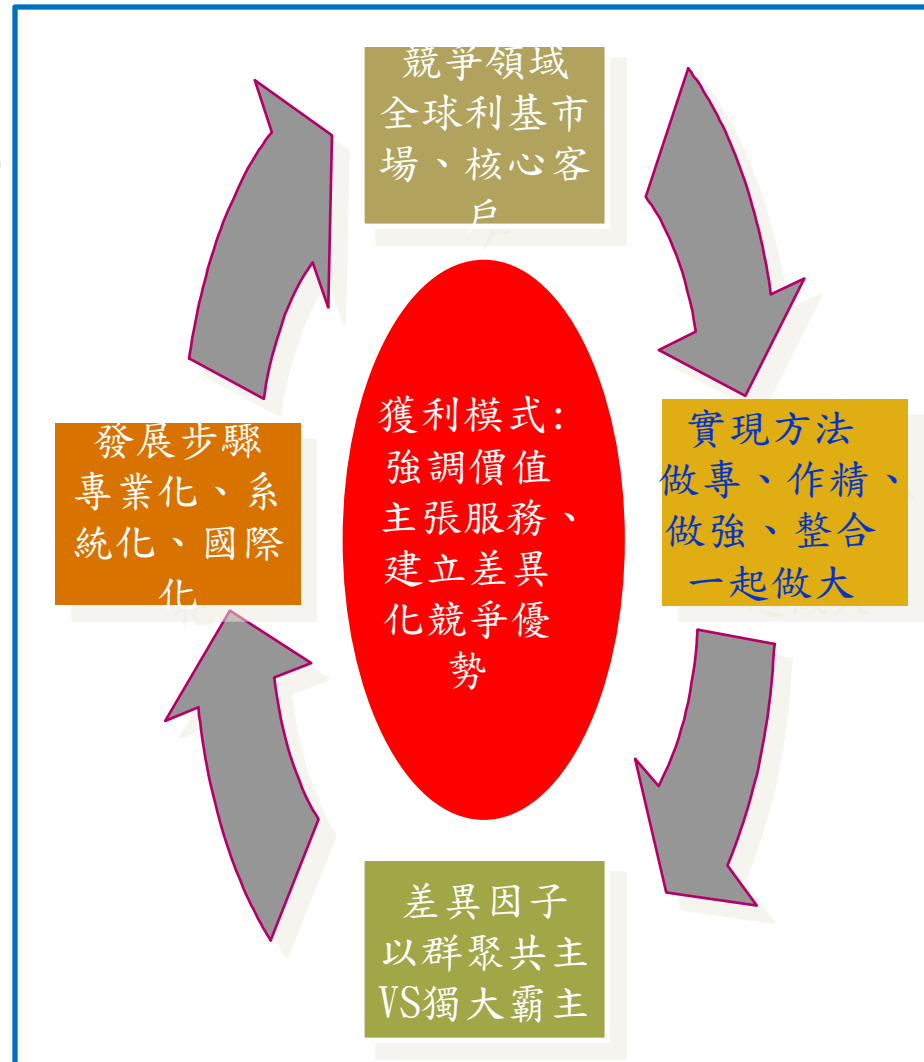 競爭領域
全球利基市
場、核心客
戶
獲利模式:
強調價值
主張服務、
建立差異
化競爭優
勢
發展步驟
專業化、系
統化、國際
化
實現方法
做專、作精、
做強、整合
一起做大
差異因子
以群聚共主
VS獨大霸主